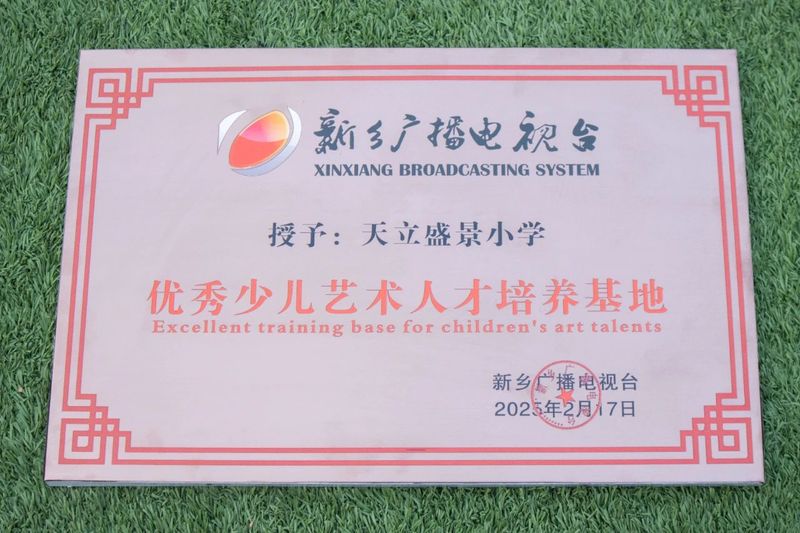 新乡广播电视台
XINXIANG BROADCASTING SYSTEM
授予：天立盛景小学
优秀少儿艺术人才培养基地
Excellent training base for children's art talents
新乡广播电视台
2025年2月17日